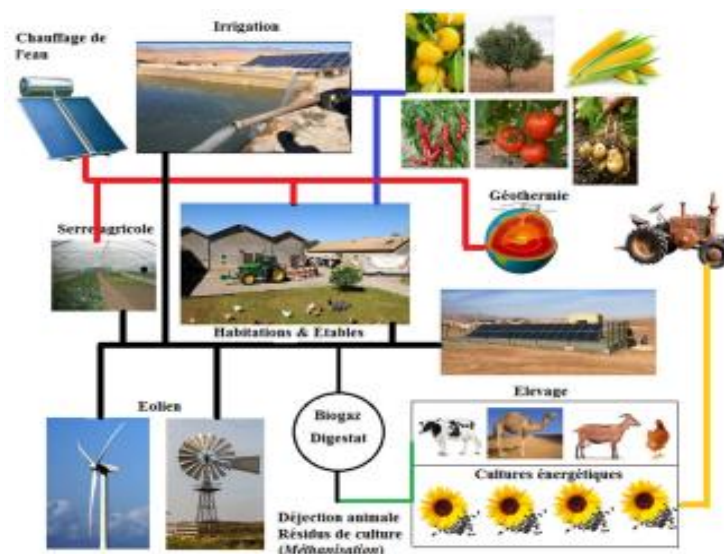 Irrigation
Chauffage de
l'eau
Géothermie
Serre agricole
Habitations & Etables
Eolien
Elevage
Biogaz
Digestat
Cultures énergétiques
Déjection animale
Résidus de culture
(Méthanisation)